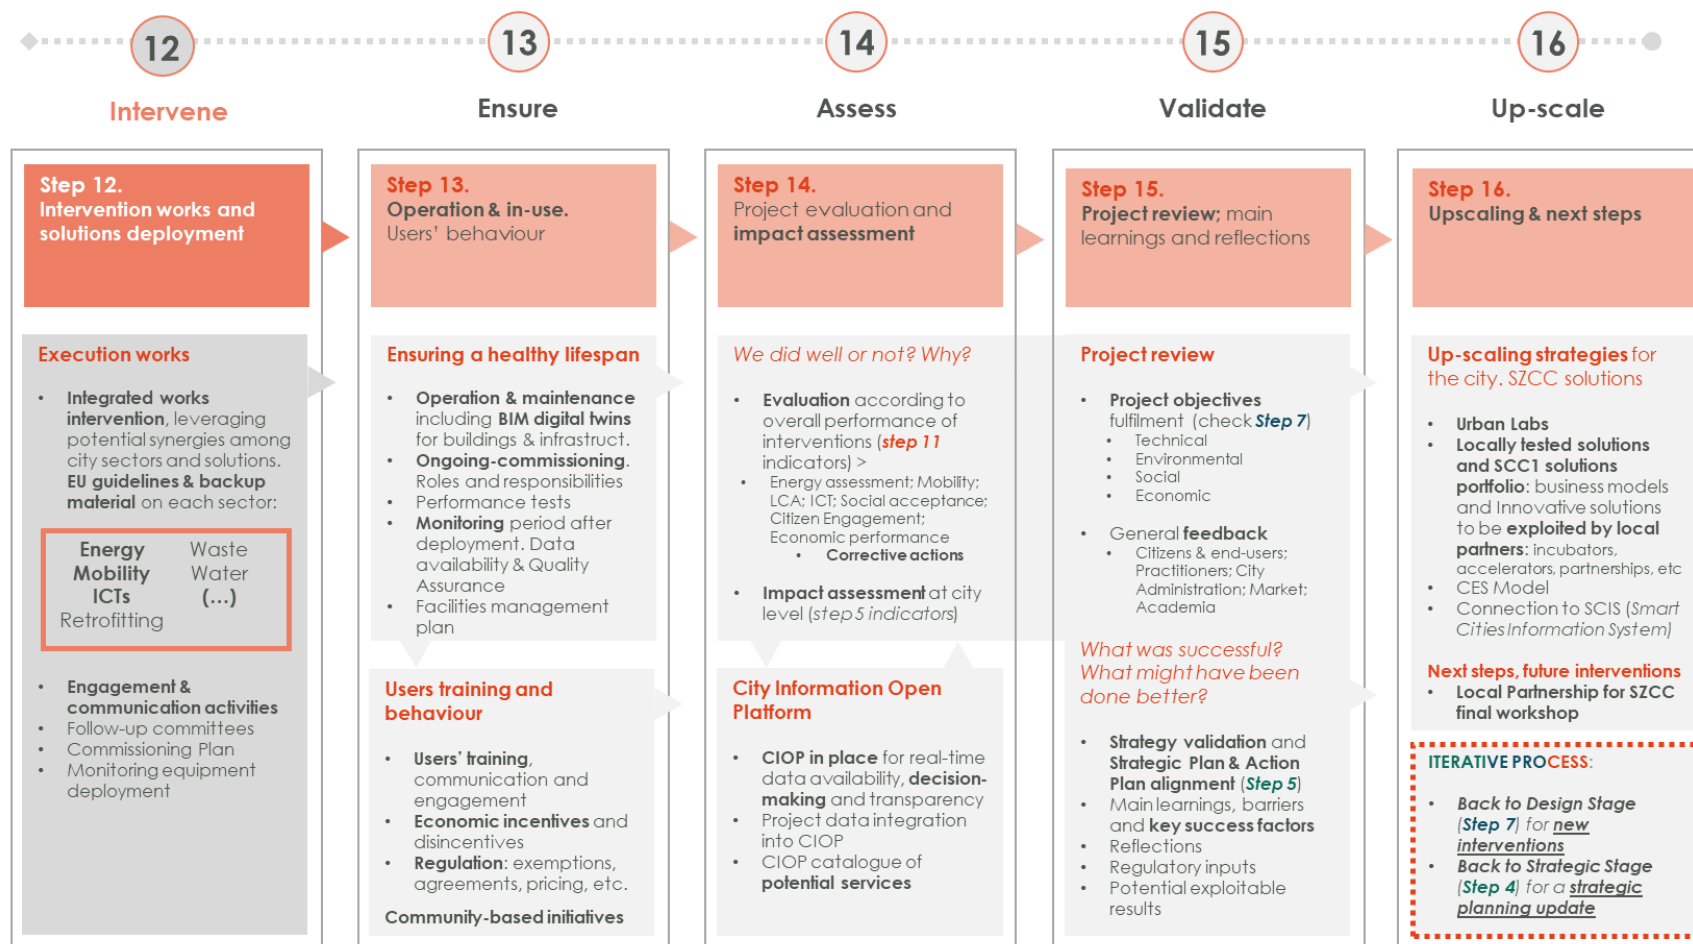 12
13
14
15
16
Intervene
Ensure
Assess
Validate
Up-scale
Step 12.
Intervention works and
solutions deployment
Execution works
• Integrated works
intervention, leveraging
potential synergies among
city sectors and solutions.
EU guidelines & backup
material on each sector:
Energy
Mobility
ICTs
Retrofitting
Waste
Water
(...)
• Engagement &
communication activities
• Follow-up committees
• Commissioning Plan
• Monitoring equipment
deployment
Step 13.
Operation & in-use.
Users' behaviour
Ensuring a healthy lifespan
• Operation & maintenance
including BIM digital twins
for buildings & infrastruct.
• Ongoing-commissioning.
Roles and responsibilities
• Performance tests
• Monitoring period after
deployment. Data
availability & Quality
Assurance
• Facilities management
plan
Users training and
behaviour
• Users' training,
communication and
engagement
• Economic incentives and
disincentives
• Regulation: exemptions,
agreements, pricing, etc.
Community-based initiatives
Step 14.
Project evaluation and
impact assessment
We did well or not? Why?
• Evaluation according to
overall performance of
interventions (step 11
indicators) >
• Energy assessment; Mobility;
LCA; ICT; Social acceptance;
Citizen Engagement;
Economic performance
• Corrective actions
• Impact assessment at city
level (step 5 indicators)
City Information Open
Platform
• CIOP in place for real-time
data availability, decision-
making and transparency
• Project data integration
into CIOP
• CIOP catalogue of
potential services
Step 15.
Project review; main
learnings and reflections
Project review
• Project objectives
fulfilment (check Step 7)
• Technical
• Environmental
• Social
• Economic
• General feedback
• Citizens & end-users;
Practitioners; City
Administration; Market;
Academia
What was successful?
What might have been
done better?
• Strategy validation and
Strategic Plan & Action
Plan alignment (Step 5)
• Main learnings, barriers
and key success factors
• Reflections
• Regulatory inputs
• Potential exploitable
results
Step 16.
Upscaling & next steps
Up-scaling strategies for
the city. SZCC solutions
• Urban Labs
• Locally tested solutions
and SCC1 solutions
portfolio: business models
and Innovative solutions
to be exploited by local
partners: incubators,
accelerators, partnerships, etc
• CES Model
• Connection to SCIS (Smart
Cities Information System)
Next steps, future interventions
• Local Partnership for SZCC
final workshop
ITERATIVE PROCESS:
• Back to Design Stage
(Step 7) for new
interventions
• Back to Strategic Stage
(Step 4) for a strategic
planning update